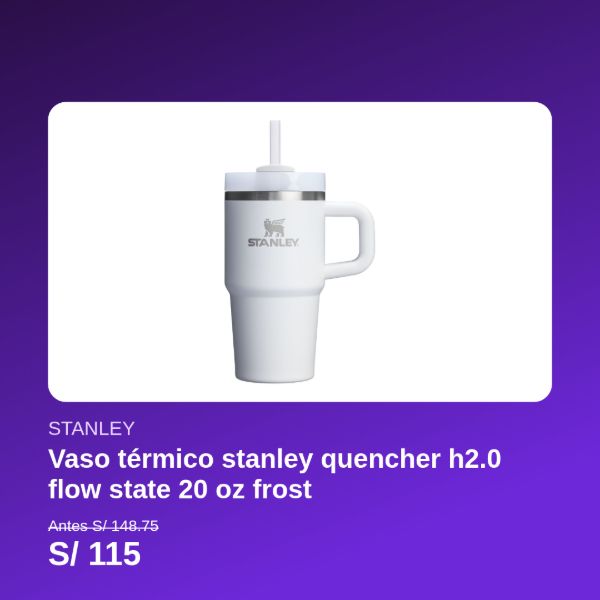 STANLEY
STANLEY
Vaso térmico stanley quencher h2.0
flow state 20 oz frost
Antes S/ 148.75
S/ 115